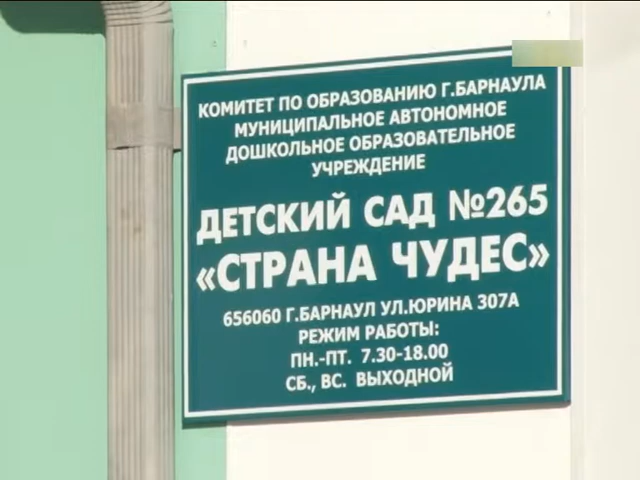 КОМИТЕТ ПО ОБРАЗОВАНИЮ Г.БАРНАУЛА
МУНИЦИПАЛЬНОЕ АВТОНОМНОЕ
ДОШКОЛЬНОЕ ОБРАЗОВАТЕЛЬНОЕ
УЧРЕЖДЕНИЕ
ДЕТСКИЙ САД №265
«СТРАНА ЧУДЕС»
656060 Г.БАРНАУЛ УЛ.ЮРИНА 307А
РЕЖИМ РАБОТЫ:
ПН.-ПТ. 7.30-18.00
СБ., ВС. ВЫХОДНОЙ